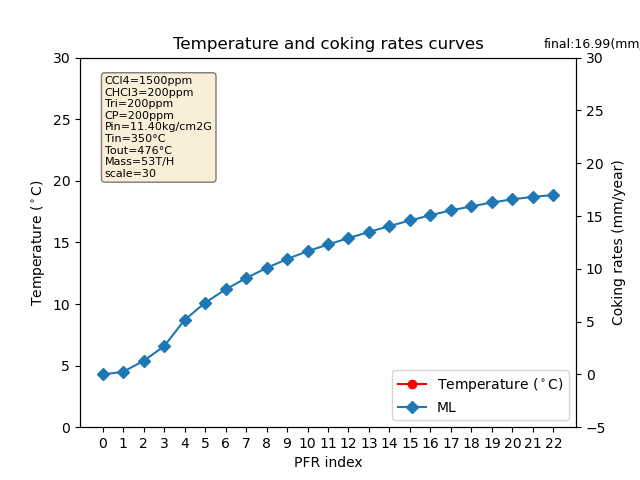 Temperature and coking rates curves
final:16.99(mm
CCl4=1500ppm
CHCl3=200ppm
Tri=200ppm
CP=200ppm
Pin=11.40kg/cm2G
Tin=350°C
Tout=476°C
Mass=53T/H
scale=30
Temperature (°C)
30
25
20
15
10
5
0
30
25
20
15
10
5
0
−5
Coking rates (mm/year)
Temperature (°C)
ML
0 1 2 3 4 5 6 7 8 9 10 11 12 13 14 15 16 17 18 19 20 21 22
PFR index